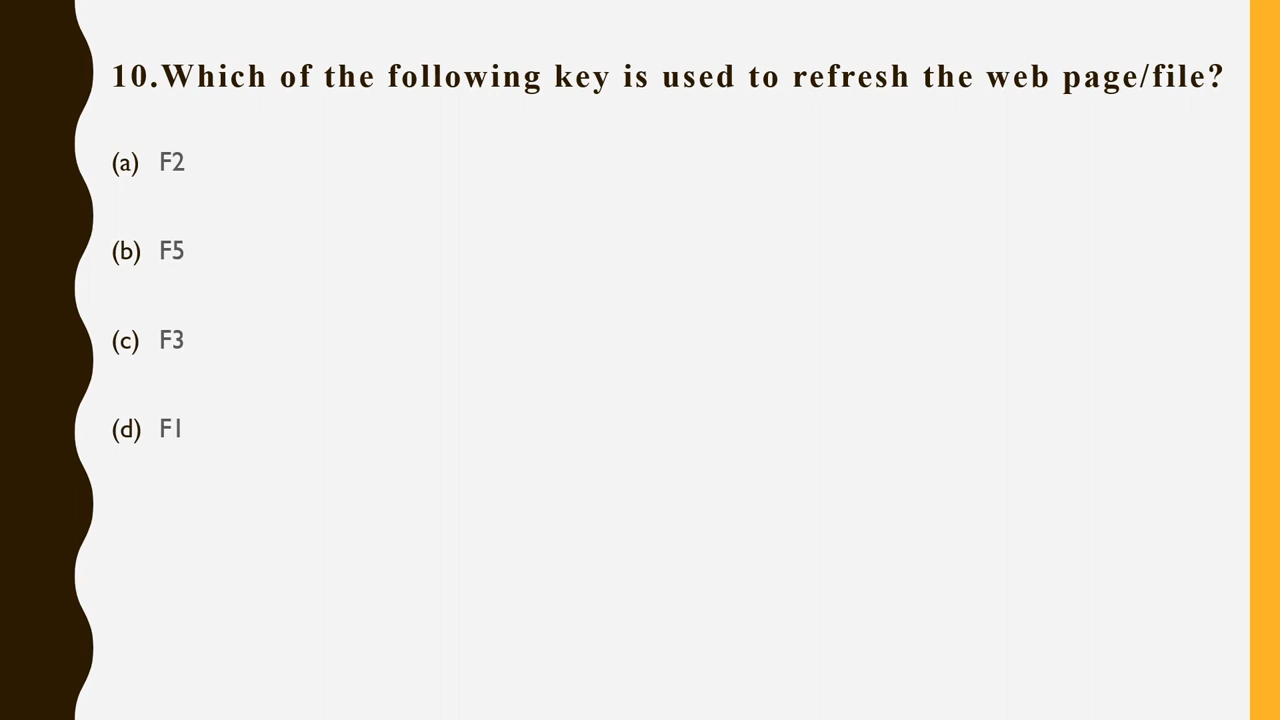 10.Which of the following key is used to refresh the web page/file?
(a) F2
(b) F5
(c) F3
(d) F1